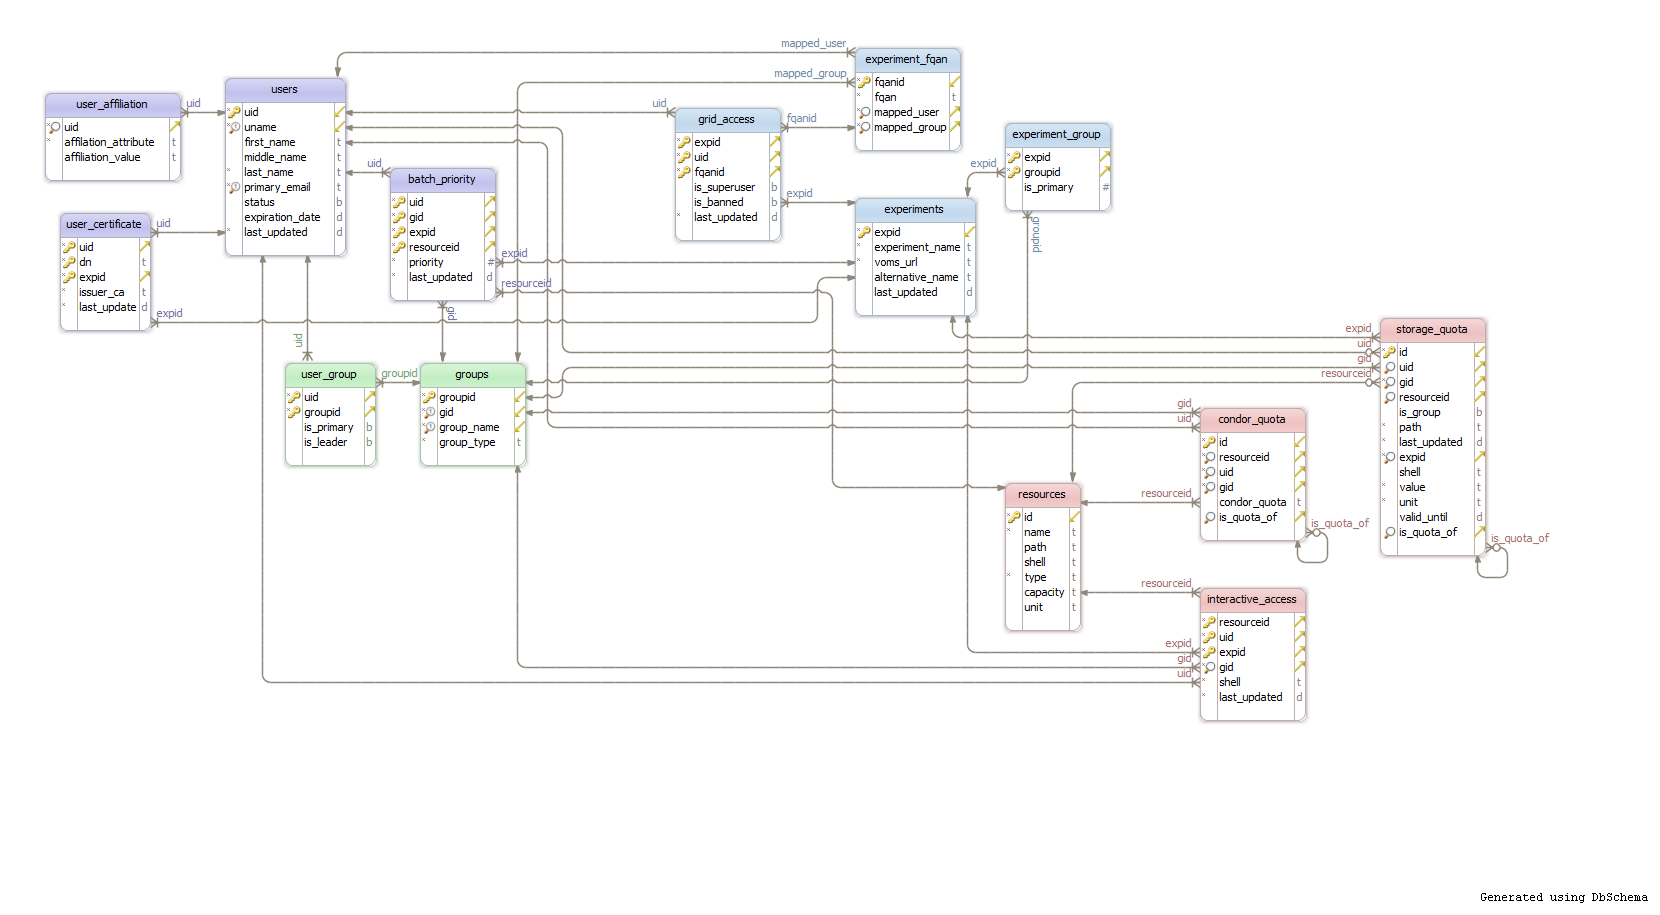 mapped_user
experiment_fqan
fqanid
fqan t
mapped_user
mapped_group
mapped_group
users
uid
uname
first_name t
middle_name t
last_name t
primary_email t
status b
expiration_date d
last_updated d
user_affiliation
uid
affilation_attribute t
affiliation_value t
uid
uid
grid_access
expid
uid
fqanid
is_superuser b
is_banned b
last_updated d
fqanid
expid
experiment_group
expid
groupid
is_primary #
expid
groupid
uid
batch_priority
uid
gid
expid
resourceid
priority #
last_updated d
expid
resourceid
gid
experiments
expid
experiment_name t
voms_url t
alternative_name t
last_updated d
user_certificate
uid
dn t
expid
issuer_ca t
last_update d
uid
expid
uid
user_group
uid
groupid
is_primary b
is_leader b
groupid
groups
groupid
gid
group_name
group_type t
expid
uid
gid
resourceid
storage_quota
id
uid
gid
resourceid
is_group b
path t
last_updated d
expid
shell t
value t
unit t
valid_until d
is_quota_of
is_quota_of
gid
uid
condor_quota
id
resourceid
uid
gid
condor_quota t
is_quota_of
resourceid
is_quota_of
resources
id
name t
path t
shell t
type t
capacity t
unit t
resourceid
interactive_access
resourceid
uid
expid
gid
shell t
last_updated d
expid
gid
uid
Generated using DbSchema